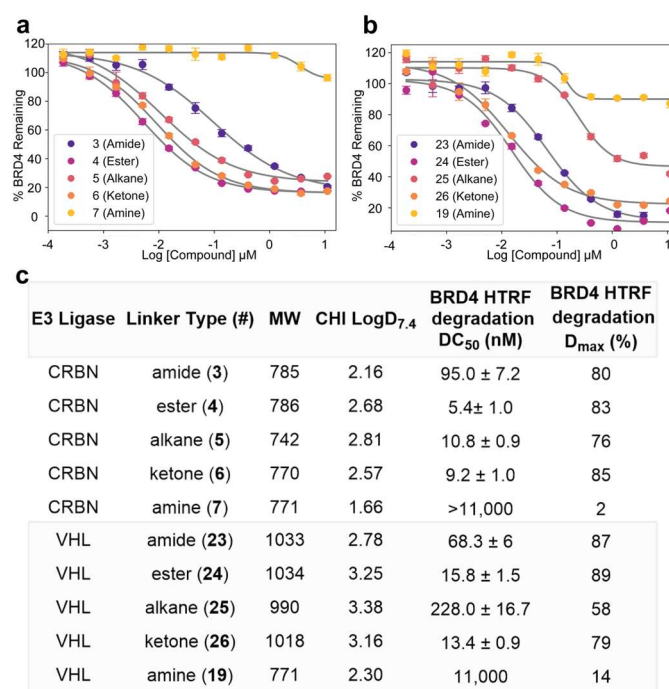 a
b
120
100
80
60
40
20
0
% BRD4 Remaining
3 (Amide)
4 (Ester)
5 (Alkane)
6 (Ketone)
7 (Amine)
-4 -3 -2 -1 0 1
Log [Compound] µM
120
100
80
60
40
20
% BRD4 Remaining
23 (Amide)
24 (Ester)
25 (Alkane)
26 (Ketone)
19 (Amine)
-4 -3 -2 -1 0 1
Log [Compound] µM
c
E3 Ligase Linker Type (#) MW CHI LogD7.4 BRD4 HTRF degradation DC50 (nM) BRD4 HTRF degradation Dmax (%)
CRBN amide (3) 785 2.16 95.0 ± 7.2 80
CRBN ester (4) 786 2.68 5.4± 1.0 83
CRBN alkane (5) 742 2.81 10.8 ± 0.9 76
CRBN ketone (6) 770 2.57 9.2 ± 1.0 85
CRBN amine (7) 771 1.66 >11,000 2
VHL amide (23) 1033 2.78 68.3 ± 6 87
VHL ester (24) 1034 3.25 15.8 ± 1.5 89
VHL alkane (25) 990 3.38 228.0 ± 16.7 58
VHL ketone (26) 1018 3.16 13.4 ± 0.9 79
VHL amine (19) 771 2.30 11,000 14